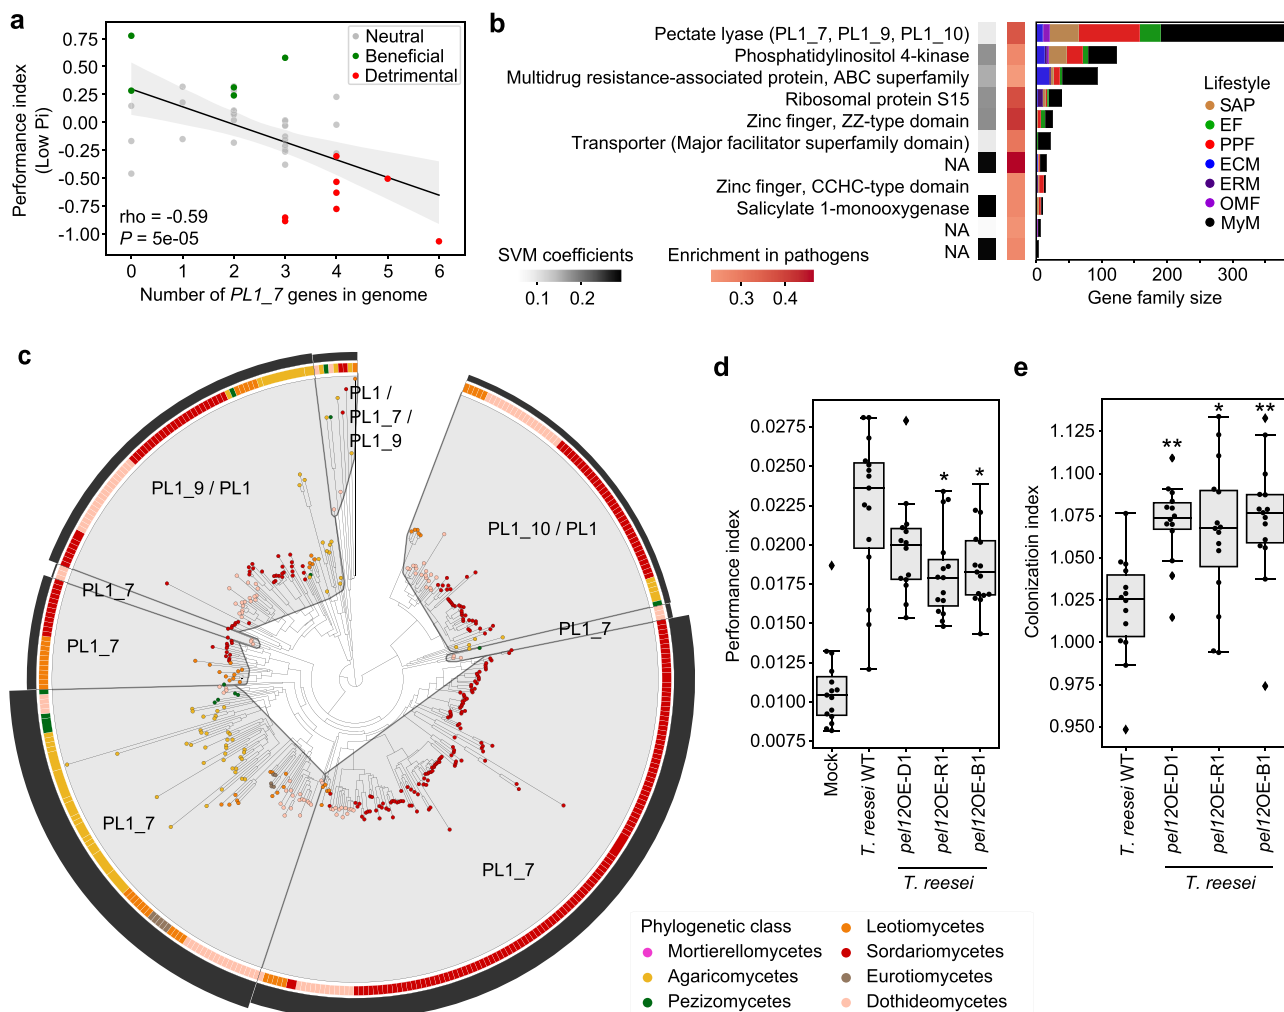 a
Performance index
(Low Pi)
0.75
0.50
0.25
0.00
-0.25
-0.50
-0.75
-1.00
Neutral
Beneficial
Detrimental
rho = -0.59
P = 5e-05
0 1 2 3 4 5 6
Number of PL1_7 genes in genome
b
Pectate lyase (PL1_7, PL1_9, PL1_10)
Phosphatidylinositol 4-kinase
Multidrug resistance-associated protein, ABC superfamily
Ribosomal protein S15
Zinc finger, ZZ-type domain
Transporter (Major facilitator superfamily domain)
NA
Zinc finger, CCHC-type domain
Salicylate 1-monooxygenase
NA
NA
SVM coefficients
0.1 0.2
Enrichment in pathogens
0.3 0.4
Lifestyle
SAP
EF
PPF
ECM
ERM
OMF
MyM
0 100 200 300
Gene family size
c
PL1 /
PL1_7 /
PL1_9
PL1_9 / PL1
PL1_10 / PL1
PL1_7
PL1_7
PL1_7
PL1_7
PL1_7
Phylogenetic class
Mortierellomycetes
Agaricomycetes
Pezizomycetes
Leotiomycetes
Sordariomycetes
Eurotiomycetes
Dothideomycetes
d
Performance index
0.0275
0.0250
0.0225
0.0200
0.0175
0.0150
0.0125
0.0100
0.0075
* *
Mock
T. reesei WT
pel12OE-D1
pel12OE-R1
pel12OE-B1
T. reesei
e
Colonizatioin index
1.125
1.100
1.075
1.050
1.025
1.000
0.975
0.950
** * **
T. reesei WT
pel12OE-D1
pel12OE-R1
pel12OE-B1
T. reesei